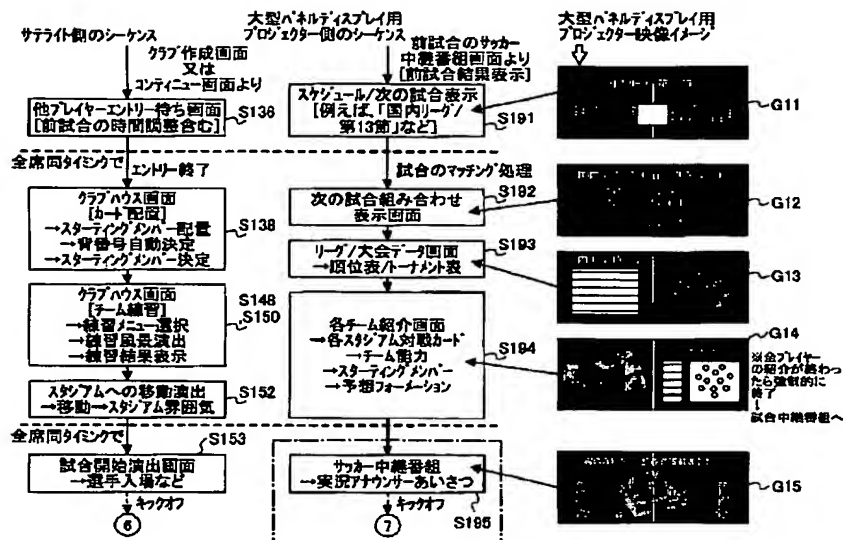 サテライト側のシーケンス
クラブ作成画面
又は
コンティニュー画面より
他プレイヤーエントリー待ち画面
[前試合の時間調整含む]
S136
全席同タイミングで
エントリー終了
クラブハウス画面
[カード配置]
→スターティングメンバー配置
→背番号自動決定
→スターティングメンバー決定
S138
クラブハウス画面
[チーム練習]
→練習メニュー選択
→練習風景演出
→練習結果表示
S148
S150
スタジアムへの移動演出
→移動→スタジアム雰囲気
S152
全席同タイミングで
S153
試合開始演出画面
→選手入場など
キックオフ
6
大型パネルディスプレイ用
プロジェクター側のシーケンス
前試合のサッカー
中継番組画面より
[前試合結果表示]
スケジュール/次の試合表示
[例えば、「国内リーグ/
第13節」など]
S191
試合のマッチング処理
次の試合組み合わせ
表示画面
S192
リーグ/大会データ画面
→順位表/トーナメント表
S193
各チーム紹介画面
→各スタジアム対戦カード
→チーム能力
→スターティングメンバー
→予想フォーメーション
S194
サッカー中継番組
→実況アナウンサーあいさつ
S195
キックオフ
7
大型パネルディスプレイ用
プロジェクター映像イメージ
G11
G12
G13
G14
※全プレイヤー
の紹介が終わっ
たら強制的に
終了
↓
試合中継番組へ
G15